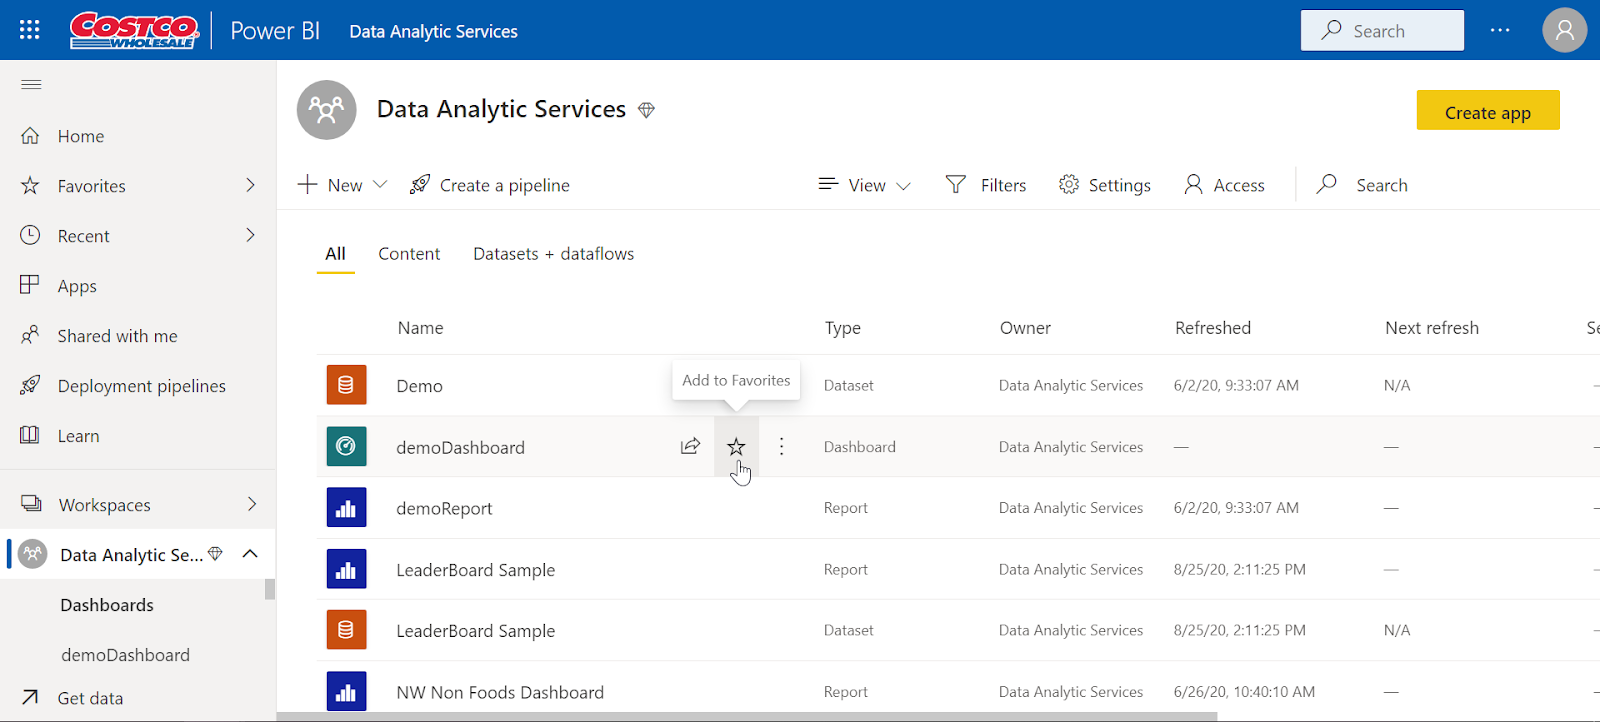 COSTCO
WHOLESALE
Power BI
Data Analytic Services
Search
Home
Favorites
Recent
Apps
Shared with me
Deployment pipelines
Learn
Workspaces
Data Analytic Se...
Dashboards
demoDashboard
Get data
Data Analytic Services
Create app
New
Create a pipeline
View
Filters
Settings
Access
Search
All
Content
Datasets + dataflows
Name Type Owner Refreshed Next refresh Se
Add to Favorites
Demo Dataset Data Analytic Services 6/2/20, 9:33:07 AM N/A –
demoDashboard Dashboard Data Analytic Services — — –
demoReport Report Data Analytic Services 6/2/20, 9:33:07 AM — –
LeaderBoard Sample Report Data Analytic Services 8/25/20, 2:11:25 PM — –
LeaderBoard Sample Dataset Data Analytic Services 8/25/20, 2:11:25 PM N/A –
NW Non Foods Dashboard Report Data Analytic Services 6/26/20, 10:40:10 AM — –